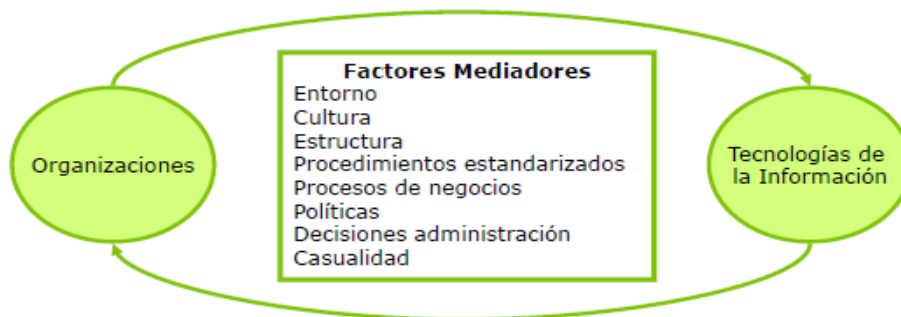 Factores Mediadores
Entorno
Cultura
Estructura
Procedimientos estandarizados
Procesos de negocios
Políticas
Decisiones administración
Casualidad
Organizaciones
Tecnologías de
la Información